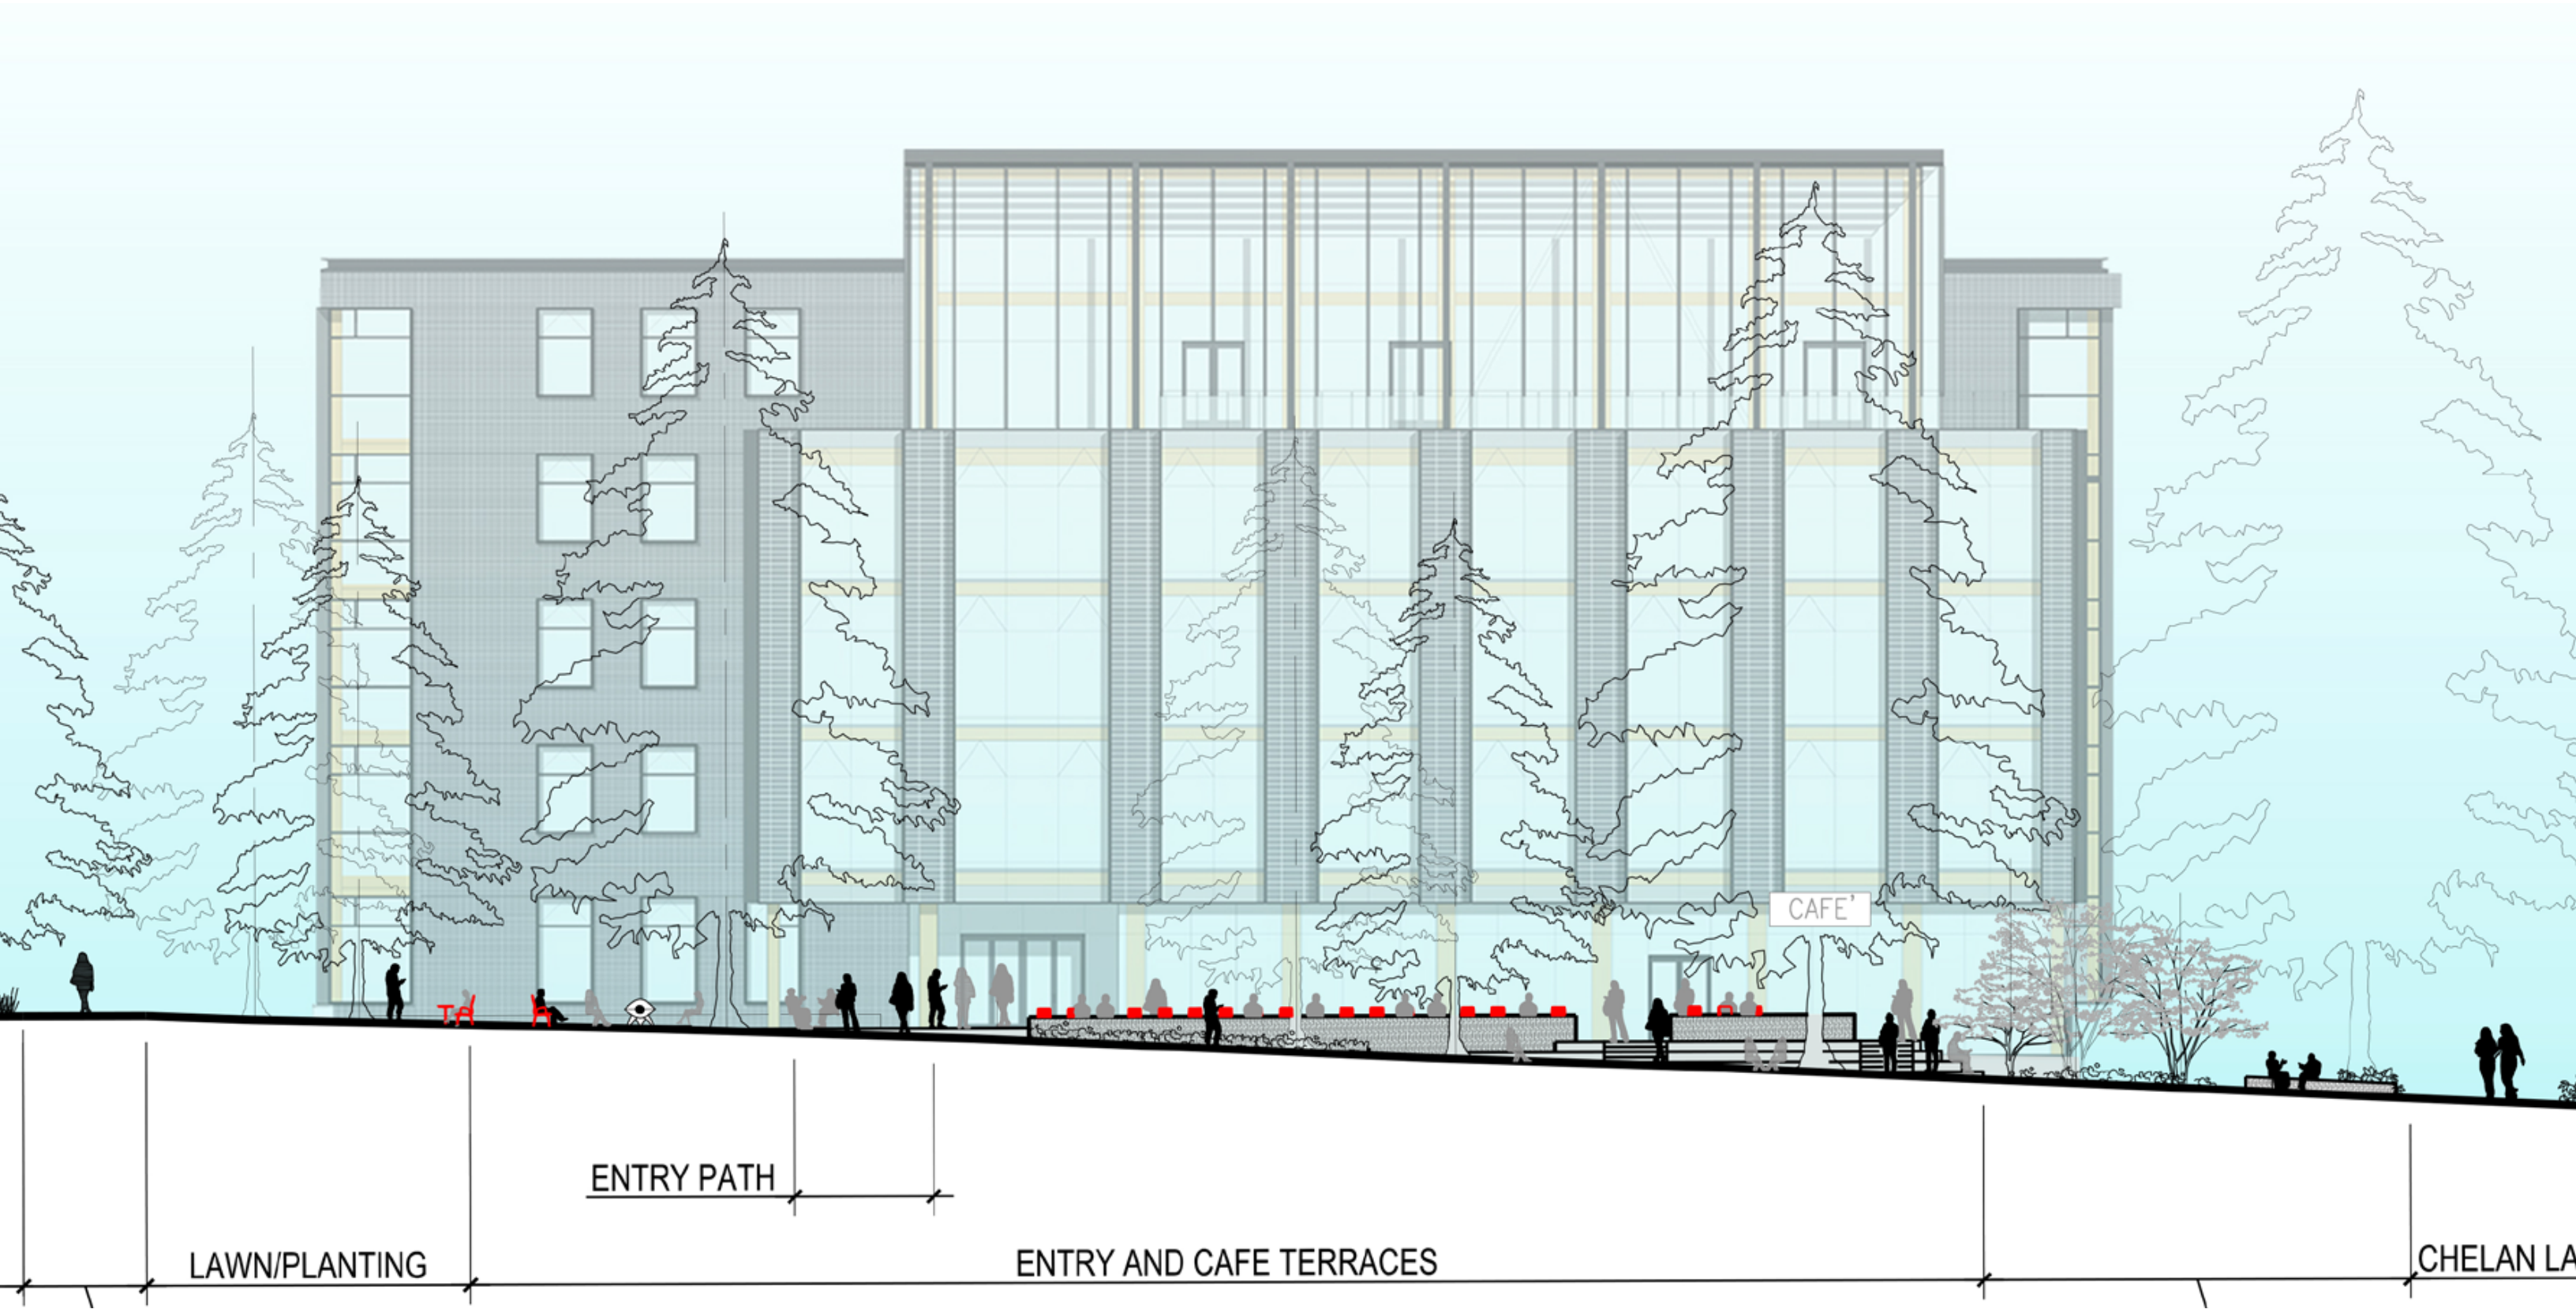 CAFE'
ENTRY PATH
LAWN/PLANTING
ENTRY AND CAFE TERRACES
CHELAN LA